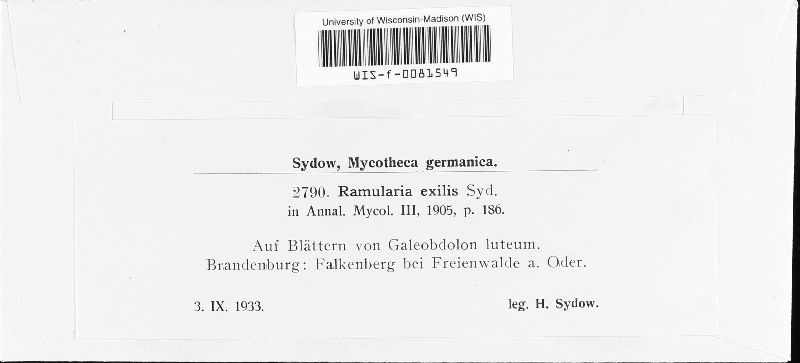 University of Wisconsin-Madison (WIS)
WIS-f-0081549
Sydow, Mycotheca germanica.
2790. Ramularia exilis Syd.
in Annal. Mycol. III, 1905, p. 186.
Auf Blättern von Galeobdolon luteum.
Brandenburg: Falkenberg bei Freienwalde a. Oder.
3. IX. 1933. leg. H. Sydow.